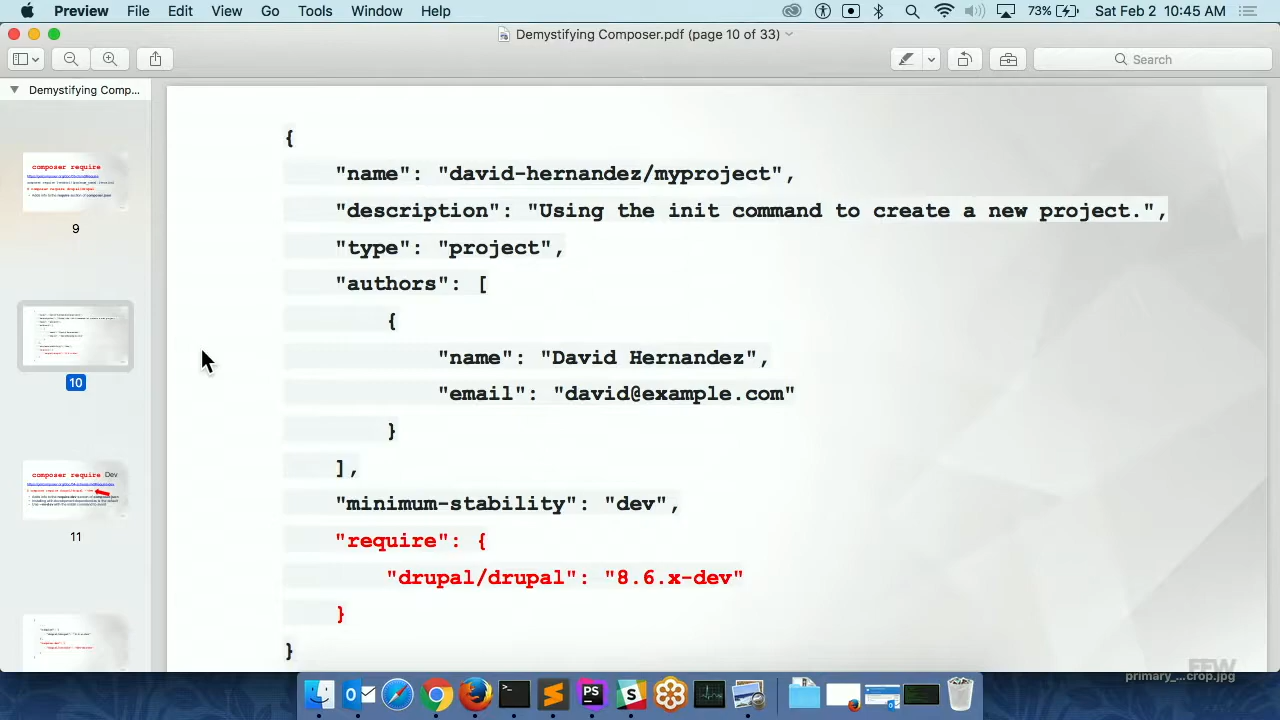 Preview File Edit View Go Tools Window Help 73% Sat Feb 2 10:45 AM
Demystifying Composer.pdf (page 10 of 33)
Search
Demystifying Comp...
composer require
9
10
composer require Dev
11
{
"name": "david-hernandez/myproject",
"description": "Using the init command to create a new project.",
"type": "project",
"authors": [
{
"name": "David Hernandez",
"email": "david@example.com"
}
],
"minimum-stability": "dev",
"require": {
"drupal/drupal": "8.6.x-dev"
}
}
primary_...crop.jpg